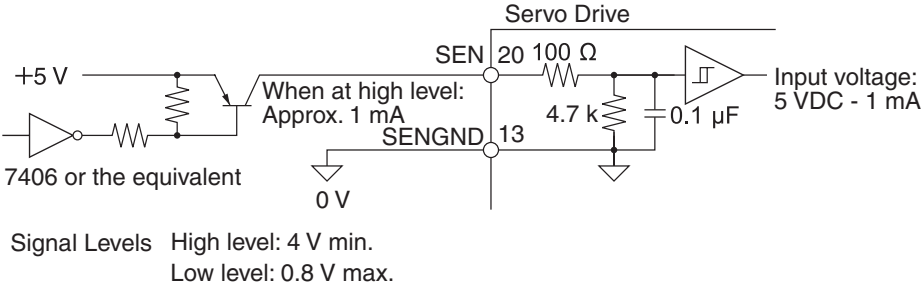 Servo Drive
SEN 20 100 Ω
+5 V
When at high level:
Approx. 1 mA
Input voltage:
5 VDC - 1 mA
4.7 k
0.1 µF
SENGND 13
7406 or the equivalent
0 V
Signal Levels High level: 4 V min.
Low level: 0.8 V max.